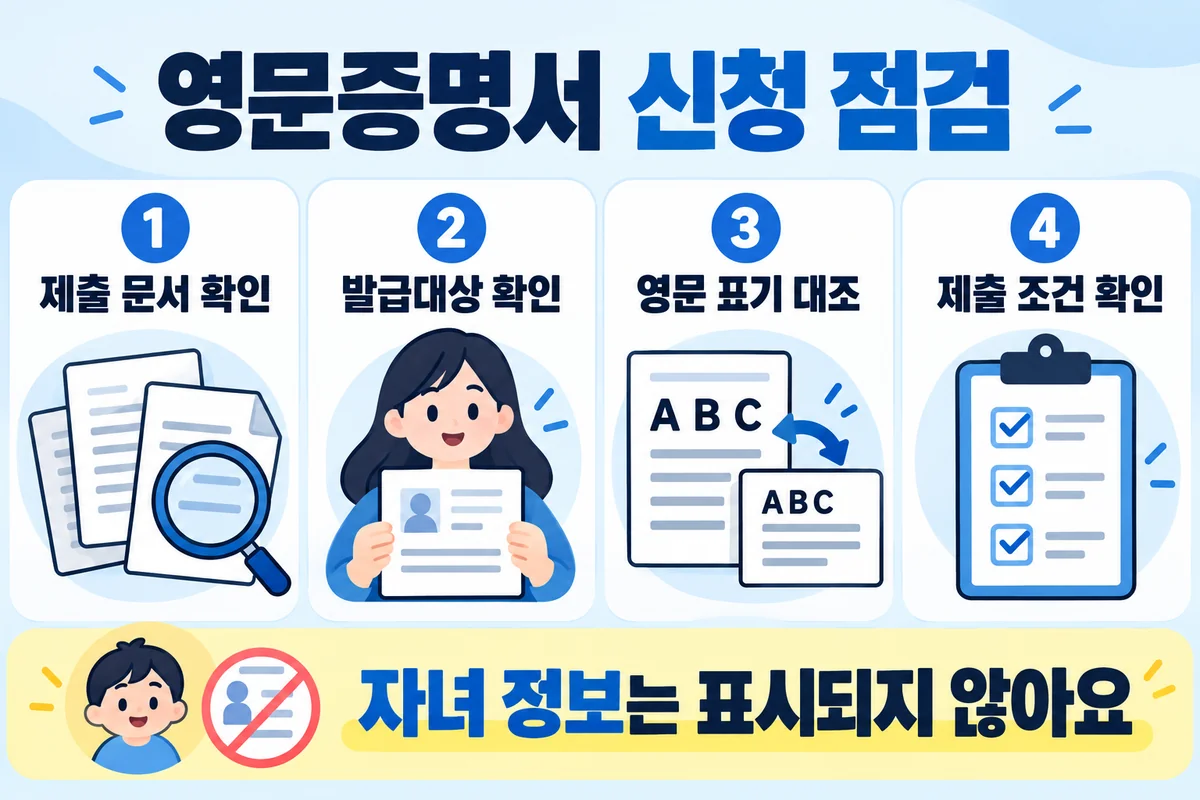 영문증명서 신청 점검
1
제출 문서 확인
2
발급대상 확인
3
영문 표기 대조
A B C
ABC
4
제출 조건 확인
자녀 정보는 표시되지 않아요